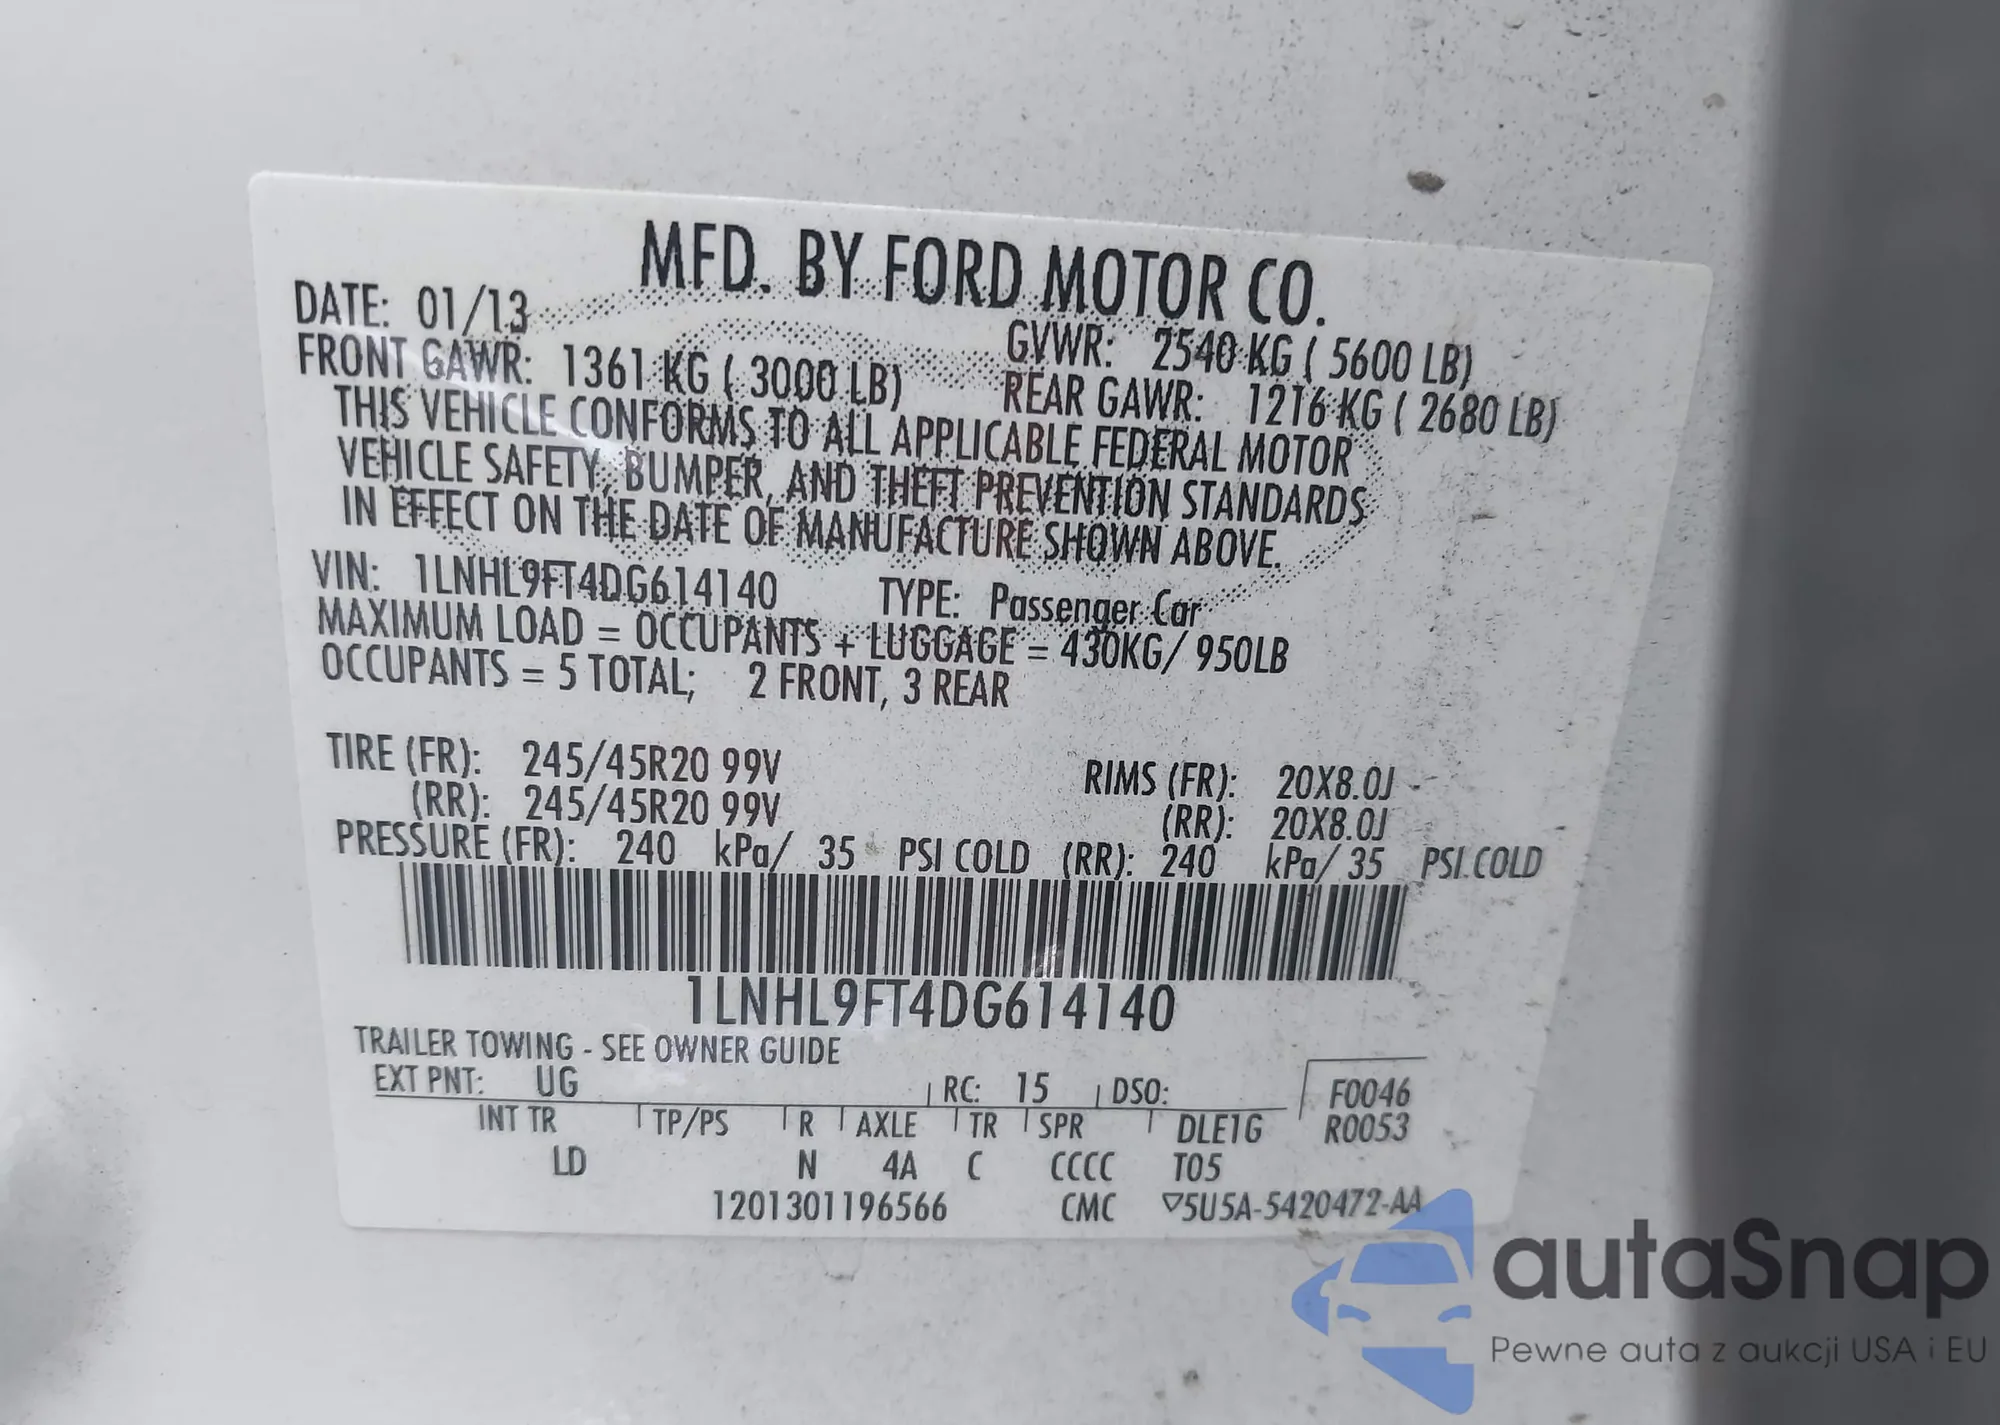 MFD. BY FORD MOTOR CO.
DATE: 01/13 GVWR: 2540 KG ( 5600 LB)
FRONT GAWR: 1361 KG ( 3000 LB) REAR GAWR: 1216 KG ( 2680 LB)
THIS VEHICLE CONFORMS TO ALL APPLICABLE FEDERAL MOTOR
VEHICLE SAFETY, BUMPER, AND THEFT PREVENTION STANDARDS
IN EFFECT ON THE DATE OF MANUFACTURE SHOWN ABOVE.
VIN: 1LNHL9FT4DG614140 TYPE: Passenger Car
MAXIMUM LOAD = OCCUPANTS + LUGGAGE = 430KG/ 950LB
OCCUPANTS = 5 TOTAL; 2 FRONT, 3 REAR
TIRE (FR): 245/45R20 99V RIMS (FR): 20X8.0J
(RR): 245/45R20 99V (RR): 20X8.0J
PRESSURE (FR): 240 kPa/ 35 PSI COLD (RR): 240 kPa/ 35 PSI COLD
1LNHL9FT4DG614140
TRAILER TOWING - SEE OWNER GUIDE
EXT PNT: UG RC: 15 DSO: F0046
INT TR TP/PS R AXLE TR SPR DLE1G R0053
LD N 4A C CCCC T05
1201301196566 CMC ▽5U5A-5420472-AA
autaSnap
Pewne auta z aukcji USA i EU